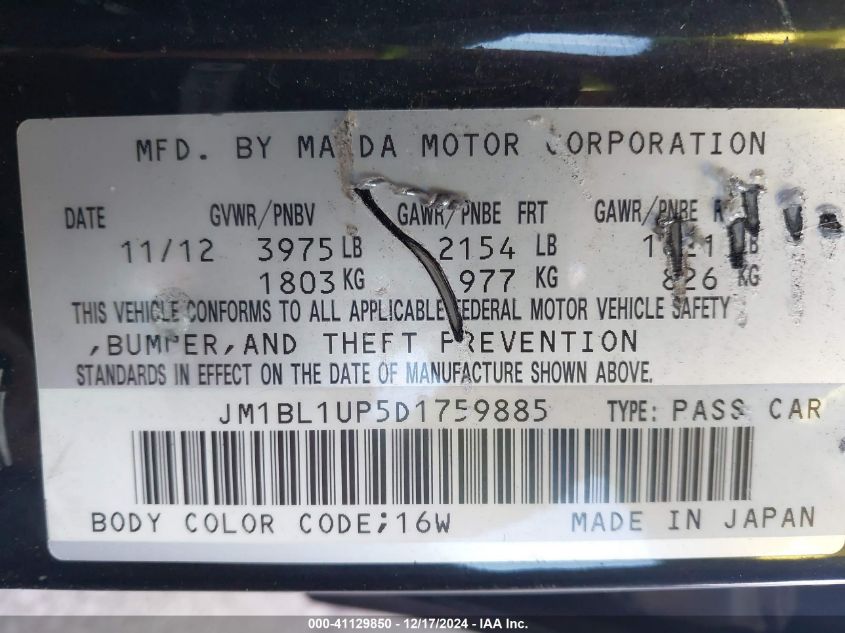 MFD. BY MAZDA MOTOR CORPORATION
DATE GVWR/PNBV GAWR/PNBE FRT GAWR/PNBE
11/12 3975 LB 2154 LB LB
1803 KG 977 KG 826 KG
THIS VEHICLE CONFORMS TO ALL APPLICABLE FEDERAL MOTOR VEHICLE SAFETY
,BUMPER,AND THEFT PREVENTION
STANDARDS IN EFFECT ON THE DATE OF MANUFACTURE SHOWN ABOVE.
JM1BL1UP5D1759885 TYPE: PASS CAR
BODY COLOR CODE;16W MADE IN JAPAN
000-41129850 - 12/17/2024 - IAA Inc.